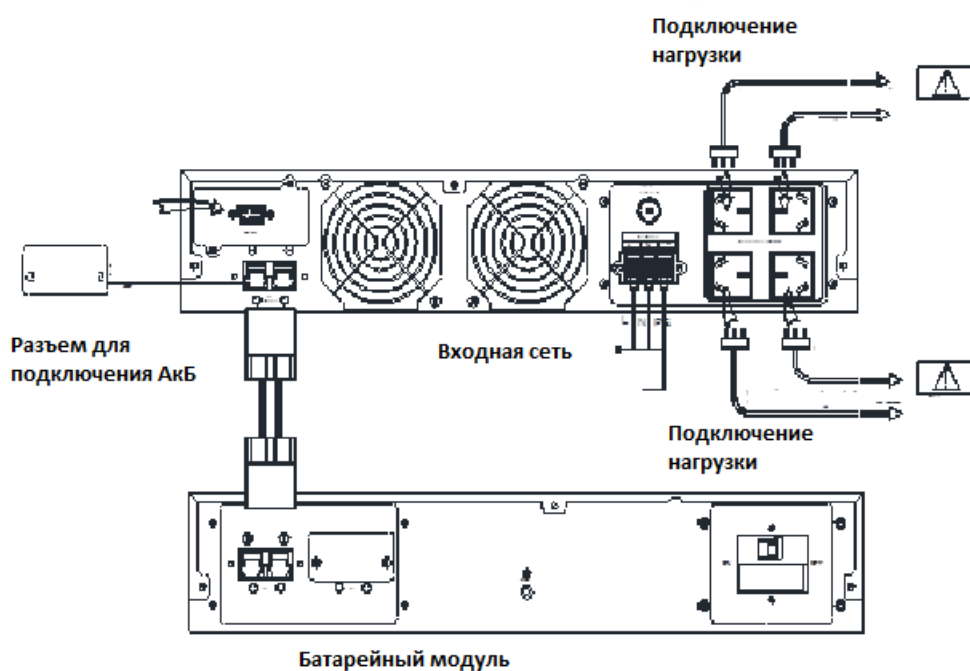 Подключение
нагрузки
Разъем для
подключения АкБ
Входная сеть
Подключение
нагрузки
Батарейный модуль